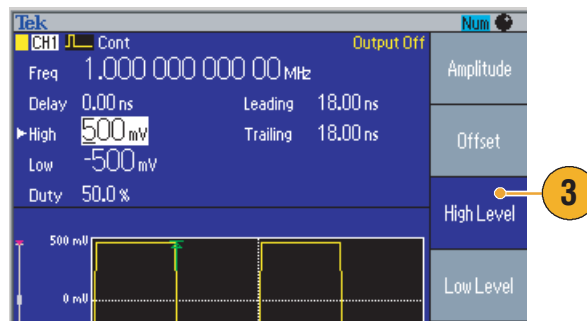 Tek
Num
CH1 Cont
Output Off
Freq 1.000 000 000 00 MHz
Delay 0.00 ns
Leading 18.00 ns
High 500 mV
Trailing 18.00 ns
Low -500 mV
Duty 50.0 %
500 mV
0 mV
Amplitude
Offset
High Level
Low Level
3